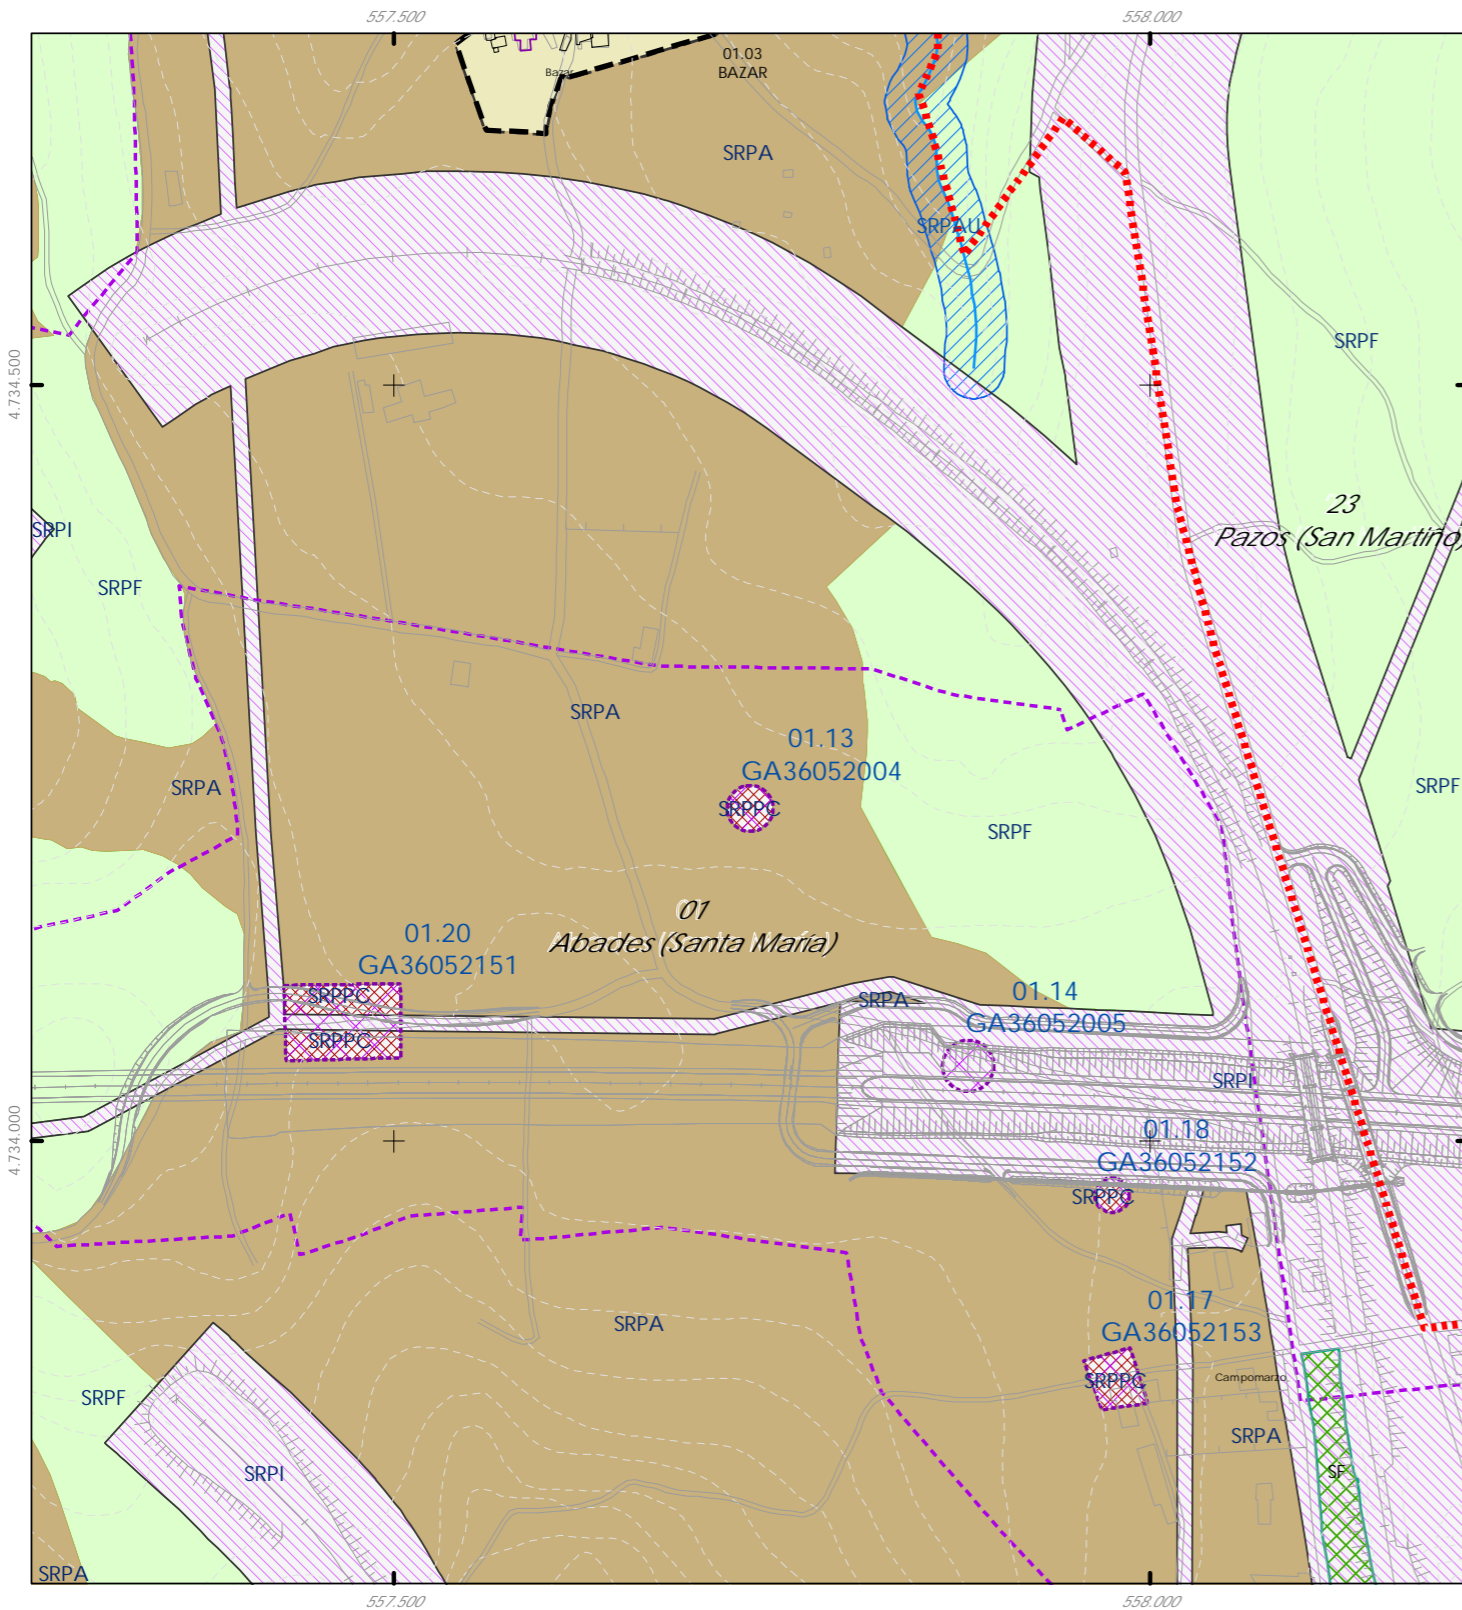 557.500
558.000
01.03
BAZAR
Bazar
SRPA
SRPAU
SRPF
4.734.500
23
Pazos (San Martiño)
SRPI
SRPF
SRPA
01.13
GA36052004
SRPPC
SRPA
SRPF
SRPF
01
Abades (Santa María)
01.20
GA36052151
SRPPC
SRPPC
SRPA
01.14
GA36052005
SRPI
4.734.000
01.18
GA36052152
SRPPC
01.17
GA36052153
SRPPC
SRPA
Campomarzo
SRPF
SRPA
SRPI
SF
SRPA
557.500
558.000